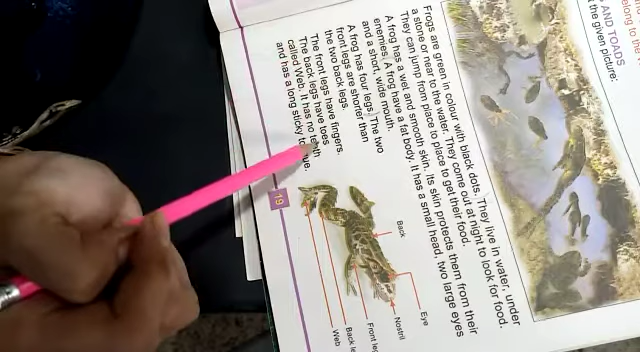 AND TOADS
the given picture:
Frogs are green in colour with black dots. They live in water, under
a stone or near to the water. They come out at night to look for food.
They can jump from place to place to get their food.
A frog has a wet and smooth skin. Its skin protects them from their
enemies. A frog have a fat body. It has a small head, two large eyes
and a short, wide mouth.
A frog has four legs. The two
front legs are shorter than
the two back legs.
The front legs have fingers.
The back legs have toes
called Web. It has no teeth
and has a long sticky
Back
Eye
Nostril
Front
Back
Web
19